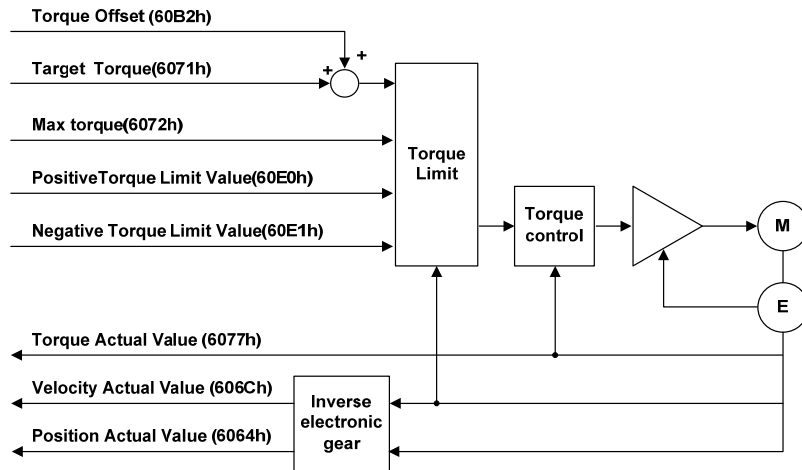 Torque Offset (60B2h)
+
+
Target Torque(6071h)
Max torque(6072h)
PositiveTorque Limit Value(60E0h)
Negative Torque Limit Value(60E1h)
Torque
Limit
Torque
control
M
E
Torque Actual Value (6077h)
Velocity Actual Value (606Ch)
Position Actual Value (6064h)
Inverse
electronic
gear